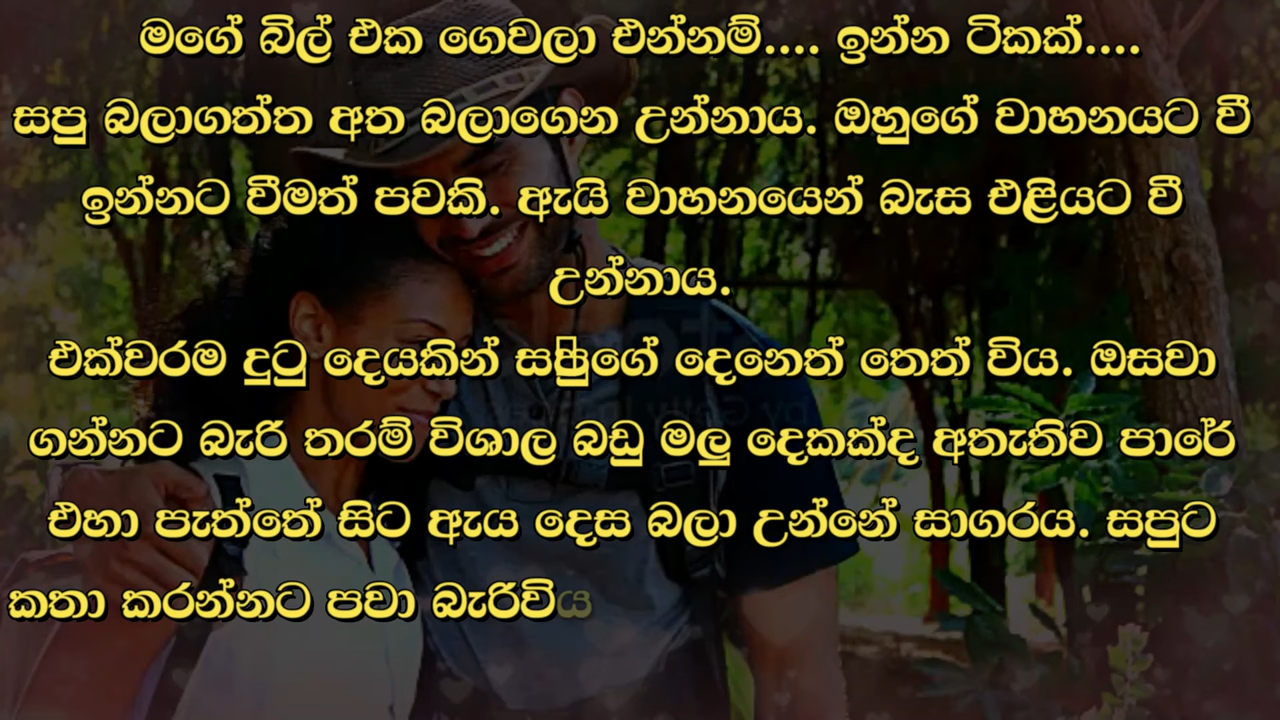 මගේ බිල් එක ගෙවලා එන්නම්.... ඉන්න ටිකක්....
සපු බලාගත්ත අත බලාගෙන උන්නාය. ඔහුගේ වාහනයට වී
ඉන්නට වීමත් පවකි. ඇයි වාහනයෙන් බැස එළියට වී
උන්නාය.
එක්වරම දුටු දෙයකින් සපුගේ දෙනෙත් තෙත් විය. ඔසවා
ගන්නට බැරි තරම් විශාල බඩු මලු දෙකක්ද අතැතිව පාරේ
එහා පැත්තේ සිට ඇය දෙස බලා උන්නේ සාගරය. සපුට
කතා කරන්නට පවා බැරිවිය